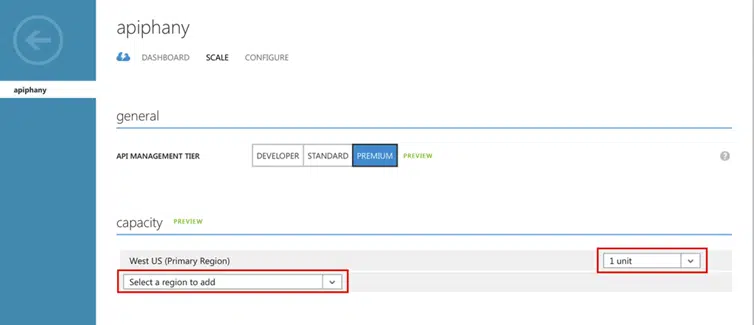 apiphany
DASHBOARD SCALE CONFIGURE
apiphany
general
API MANAGEMENT TIER DEVELOPER STANDARD PREMIUM PREVIEW ?
capacity PREVIEW
West US (Primary Region) 1 unit
Select a region to add